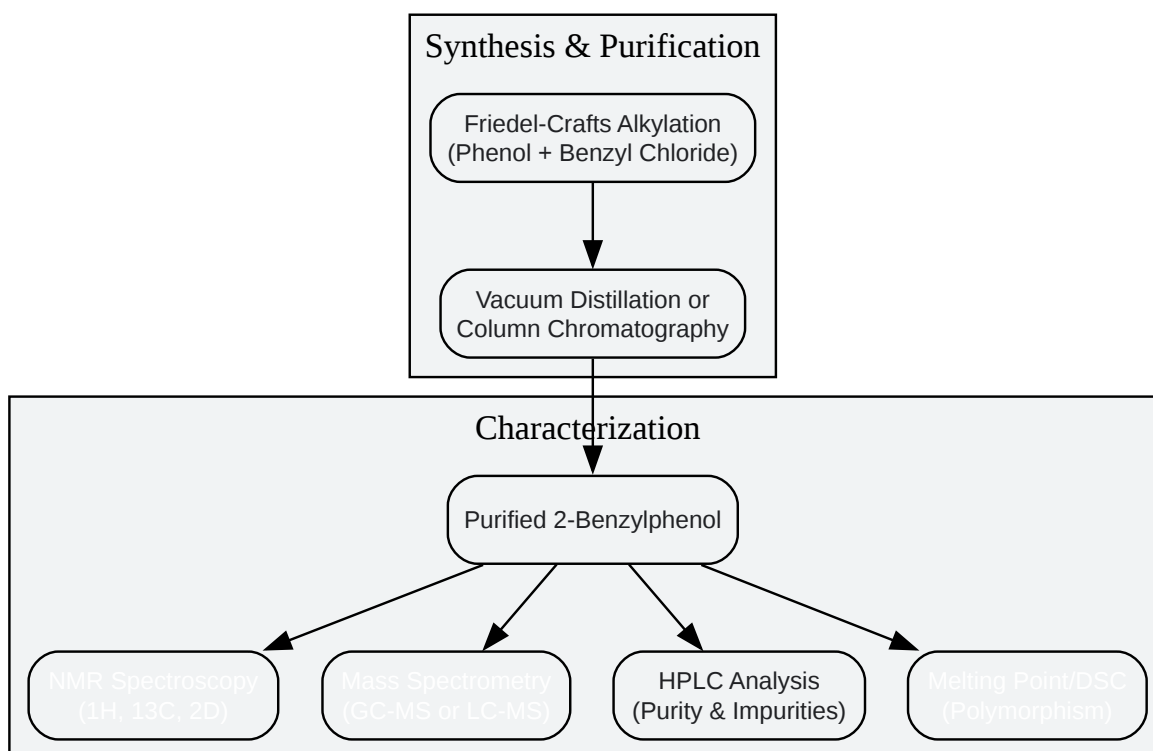 Synthesis & Purification
Friedel-Crafts Alkylation
(Phenol + Benzyl Chloride)
Vacuum Distillation or
Column Chromatography
Characterization
Purified 2-Benzylphenol
NMR Spectroscopy
(1H, 13C, 2D)
Mass Spectrometry
(GC-MS or LC-MS)
HPLC Analysis
(Purity & Impurities)
Melting Point/DSC
(Polymorphism)